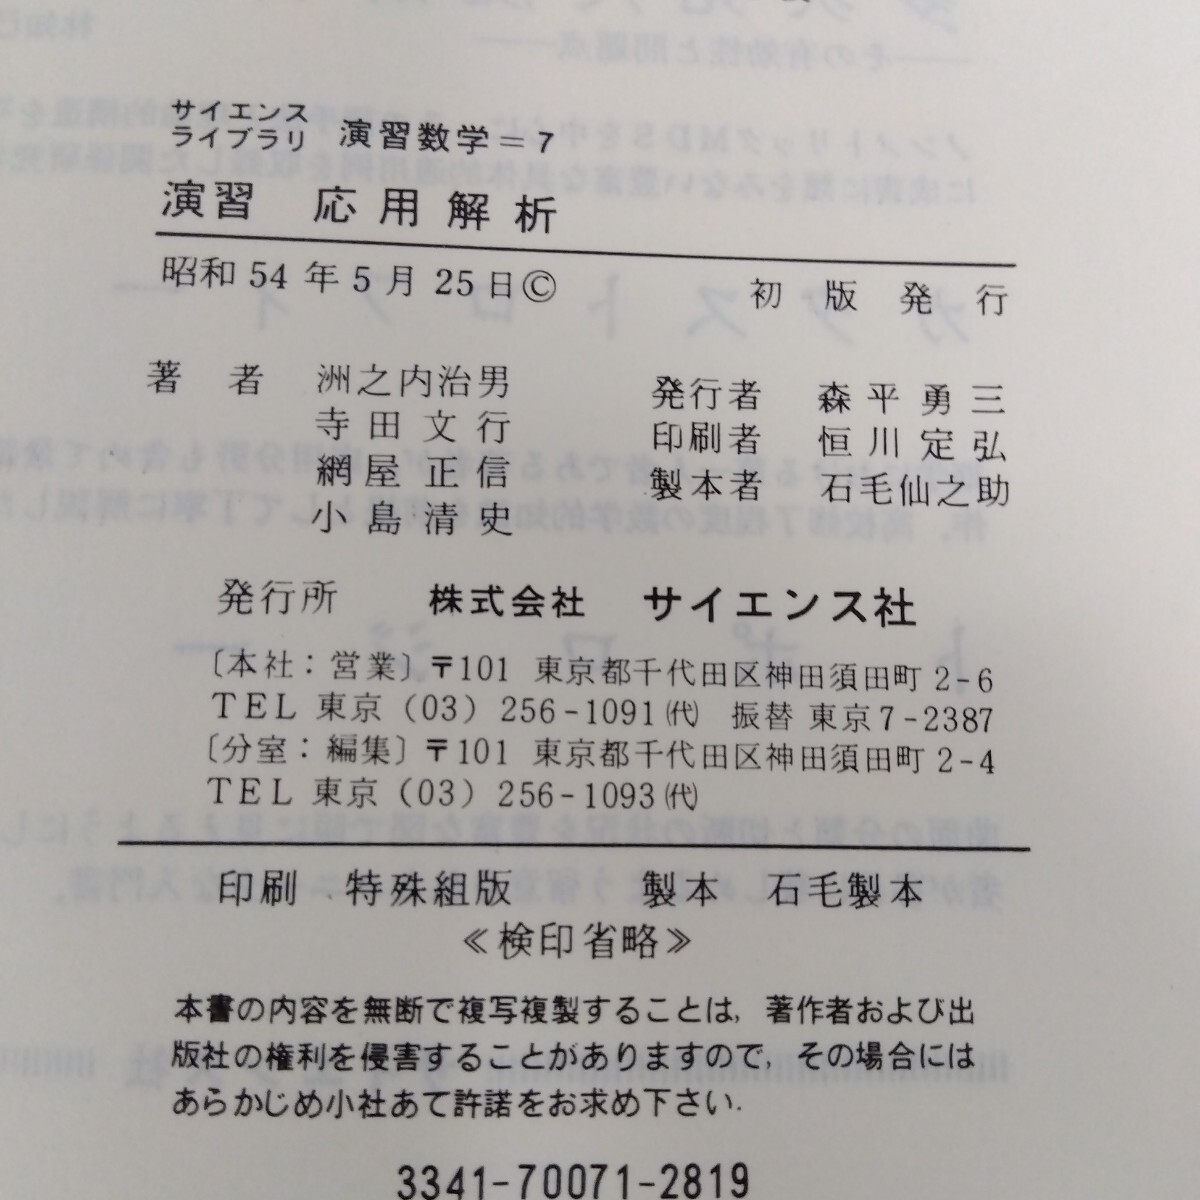 サイエンス
ライブラリ 演習数学=7
演習 応用解析
昭和54年5月25日© 初版発行
著者 洲之内治男 発行者 森平勇三
寺田文行 印刷者 恒川定弘
網屋正信 製本者 石毛仙之助
小島清史
発行所 株式会社 サイエンス社
〔本社:営業〕〒101 東京都千代田区神田須田町2-6
TEL 東京(03)256-1091㈹ 振替 東京7-2387
〔分室:編集〕〒101 東京都千代田区神田須田町2-4
TEL 東京(03)256-1093㈹
印刷 特殊組版 製本 石毛製本
≪検印省略≫
本書の内容を無断で複写複製することは,著作者および出
版社の権利を侵害することがありますので,その場合には
あらかじめ小社あて許諾をお求め下さい.
3341-70071-2819